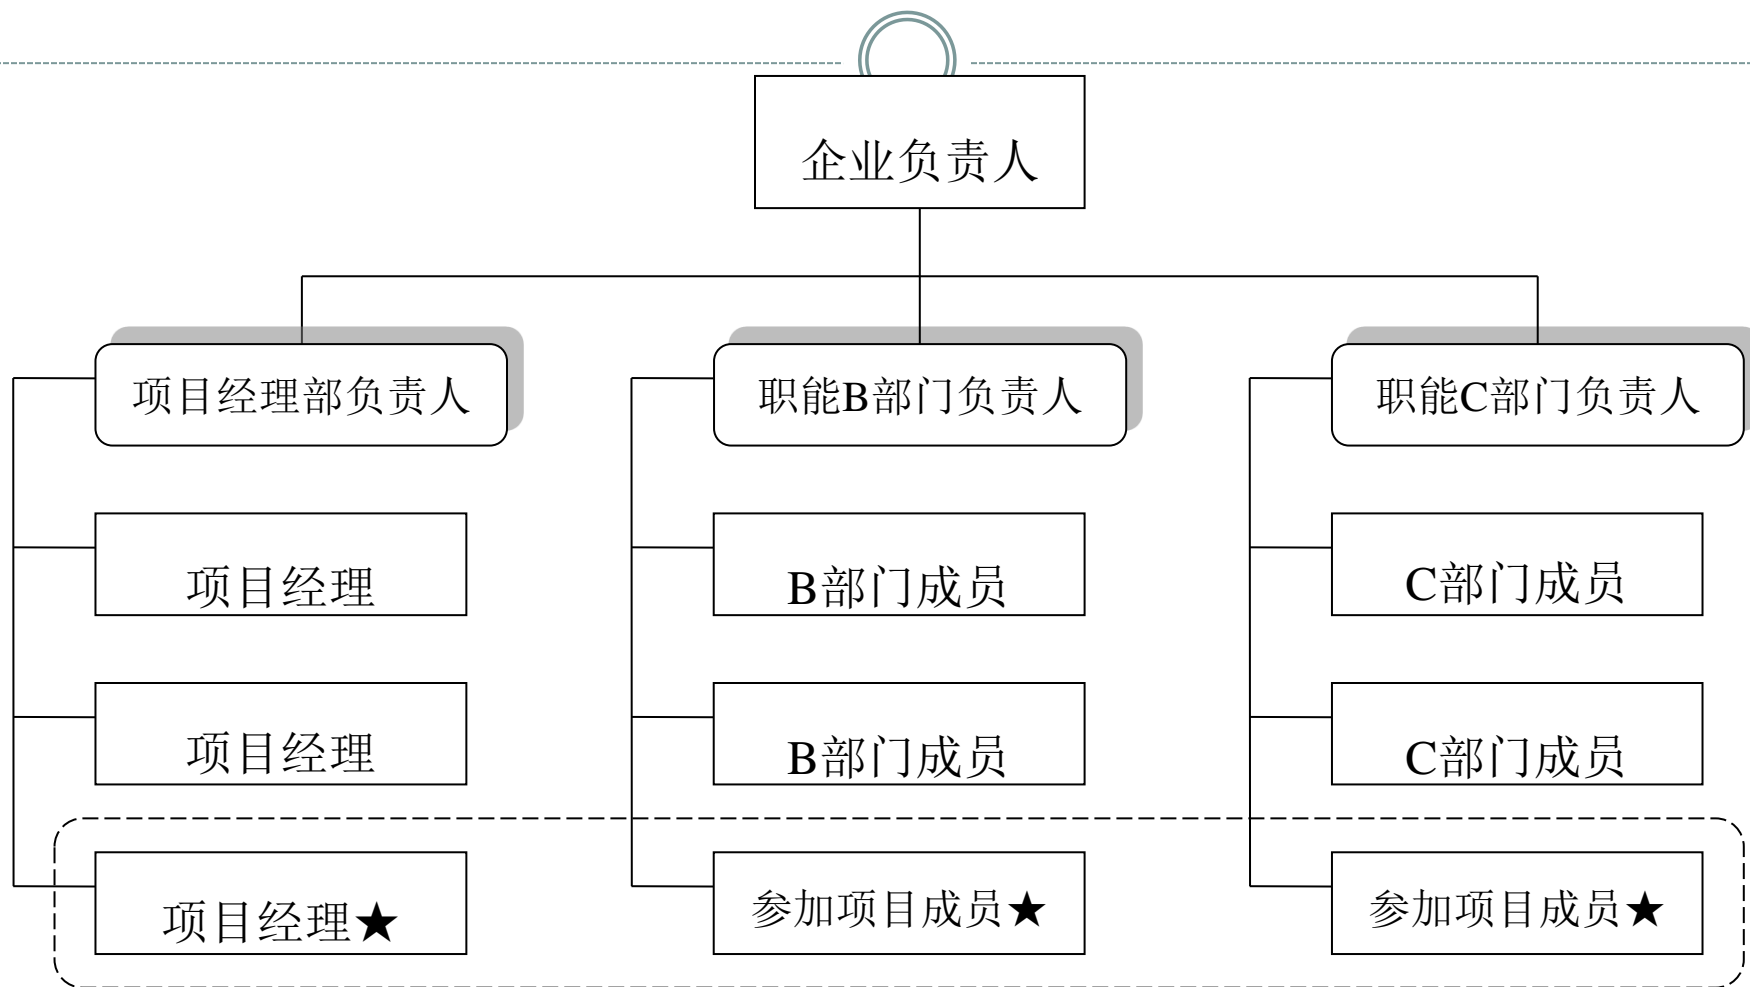 企业负责人
项目经理部负责人
职能B部门负责人
职能C部门负责人
项目经理
B部门成员
C部门成员
项目经理
B部门成员
C部门成员
项目经理★
参加项目成员★
参加项目成员★